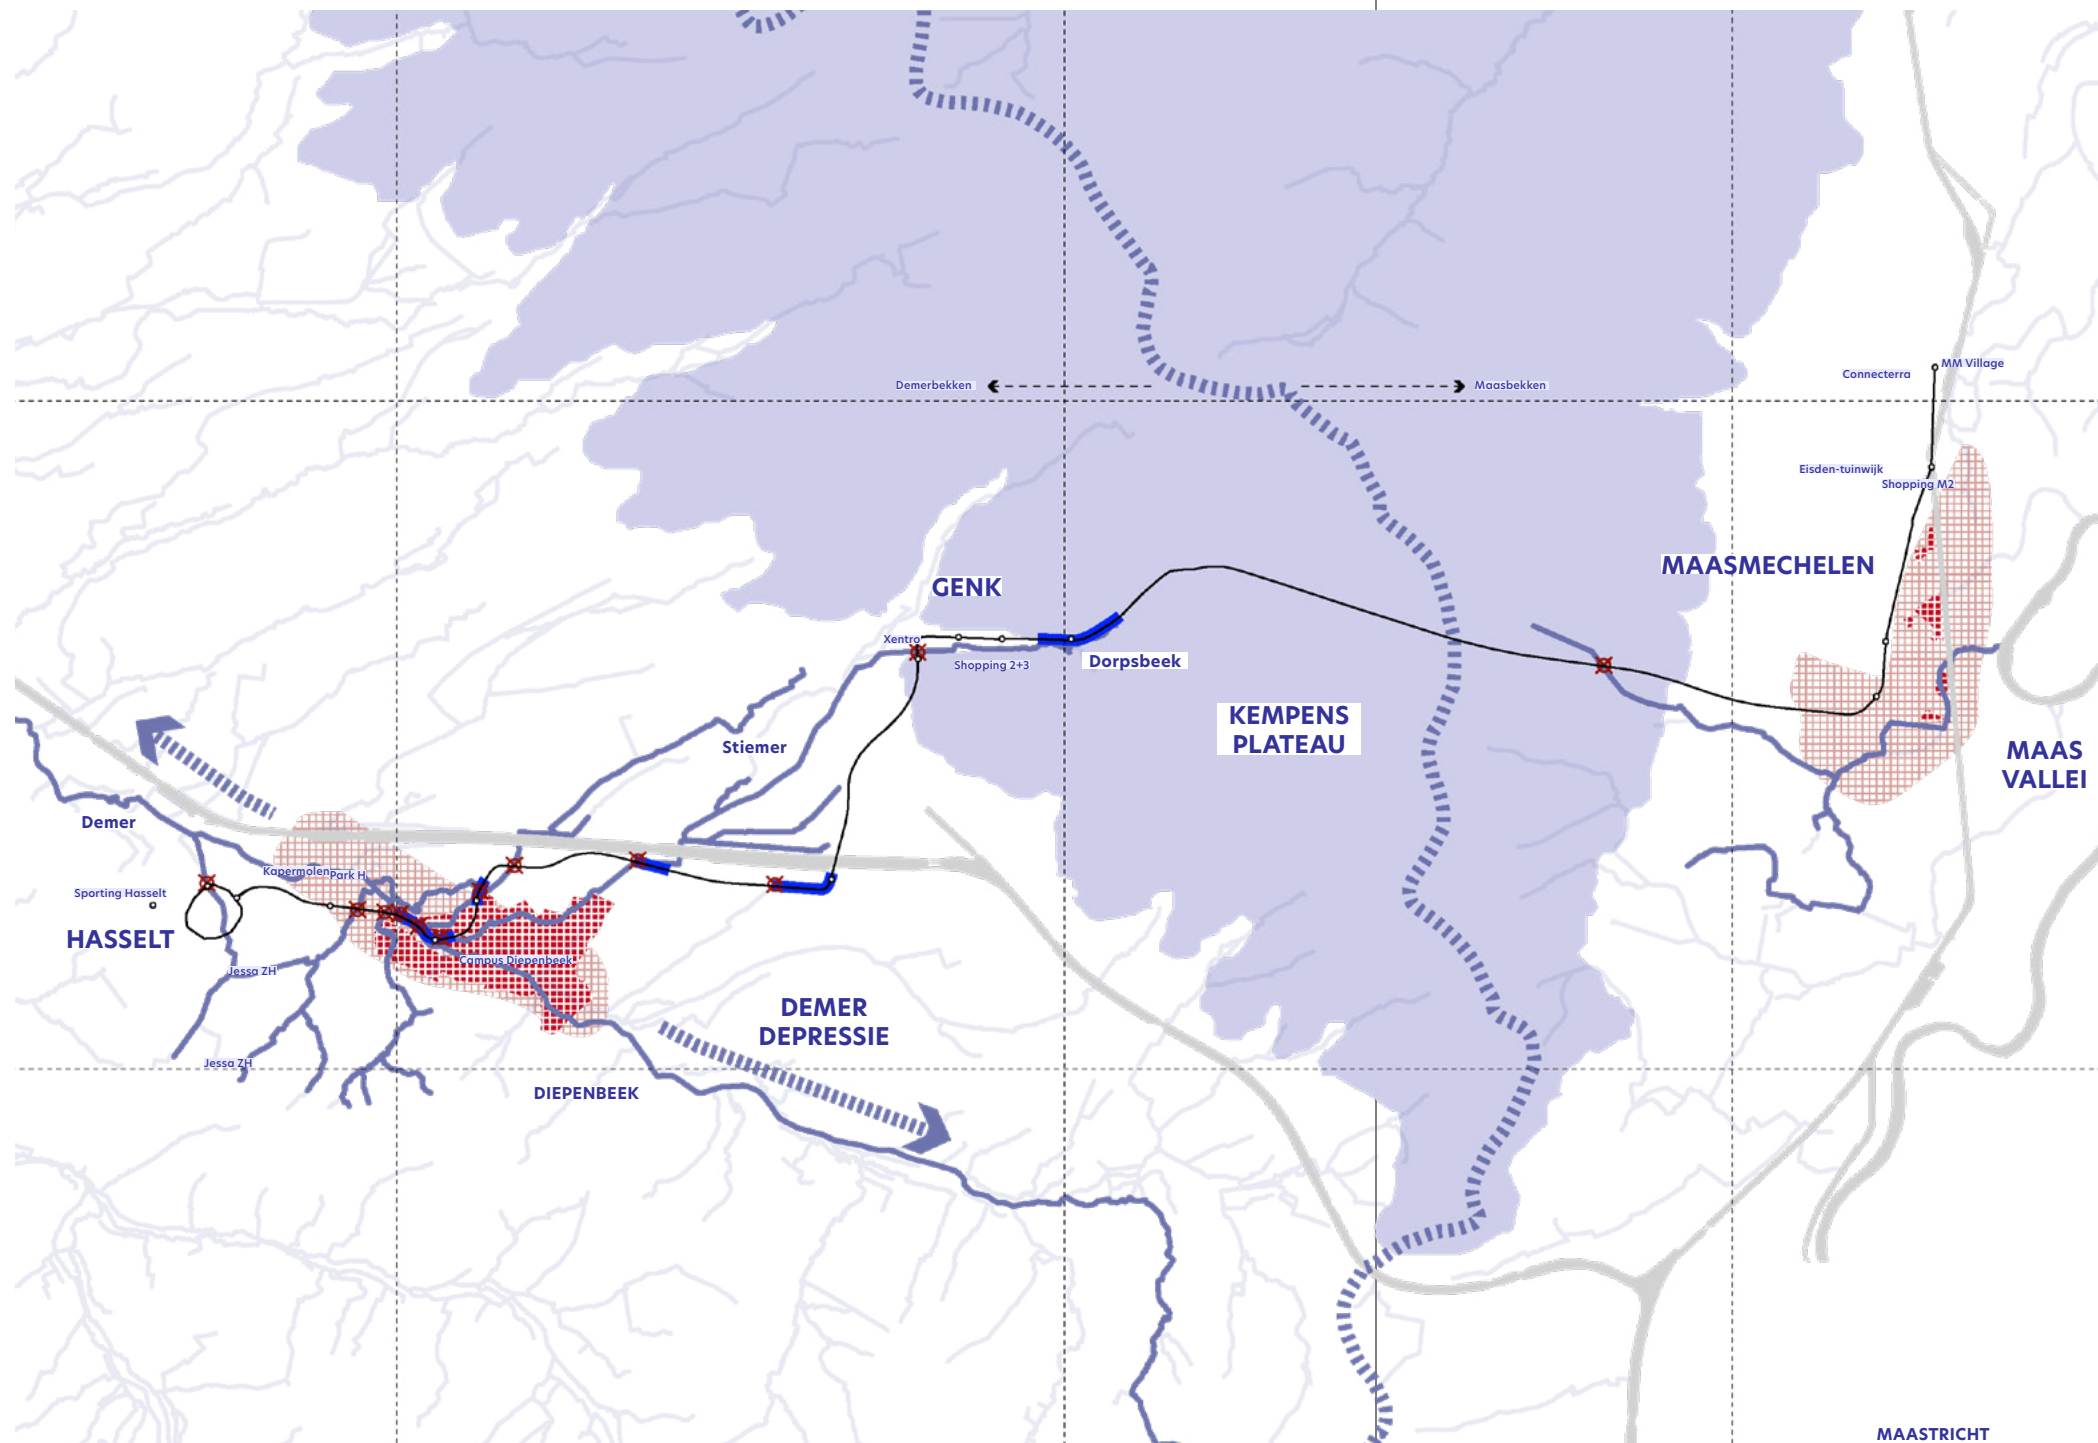 MM Village
Connecterra
Demerbekken
Maasbekken
Eisden-tuinwijk
Shopping M2
MAASMECHELEN
GENK
Xentro
Shopping 2+3
Dorpsbeek
KEMPENS
PLATEAU
Stiemer
MAAS
VALLEI
Demer
Kapermolen
Park H
Sporting Hasselt
HASSELT
Campus Diepenbeek
Jessa ZH
DEMER
DEPRESSIE
Jessa ZH
DIEPENBEEK
MAASTRICHT